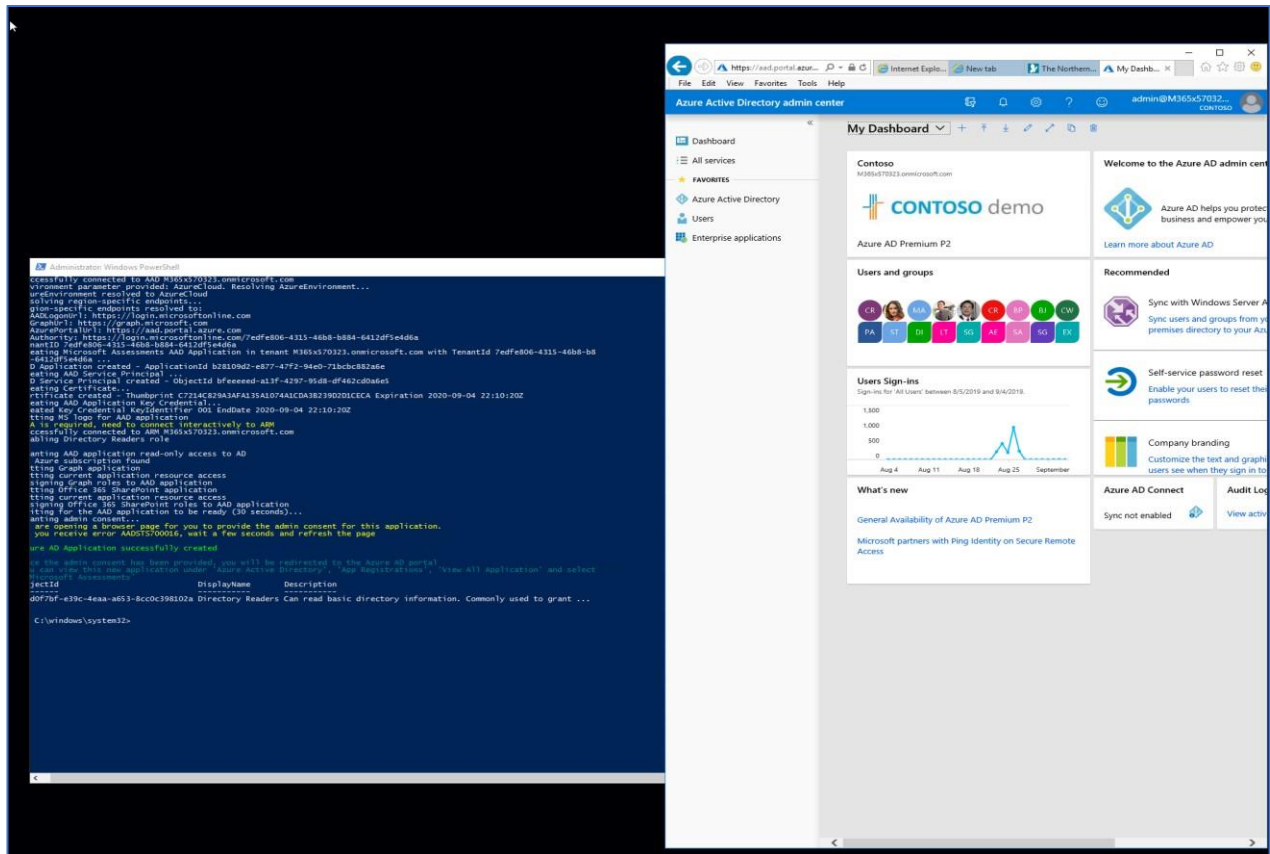 Administrator: Windows PowerShell
ccessfully connected to AAD M365x570323.onmicrosoft.com
vironment parameter provided: AzureCloud. Resolving AzureEnvironment...
ureEnvironment resolved to AzureCloud
solving region-specific endpoints...
gion-specific endpoints resolved to:
AADLogonUrl: https://login.microsoftonline.com
GraphUrl: https://graph.microsoft.com
AzurePortalUrl: https://aad.portal.azure.com
Authority: https://login.microsoftonline.com/7edfe806-4315-46b8-b884-6412df5e4d6a
nantID 7edfe806-4315-46b8-b884-6412df5e4d6a
eating Microsoft Assessments AAD Application in tenant M365x570323.onmicrosoft.com with TenantId 7edfe806-4315-46b8-b8
-6412df5e4d6a ...
D Application created - ApplicationId b28109d2-e877-47f2-94e0-71bcbc882a6e
eating AAD Service Principal ...
D Service Principal created - ObjectId bfeeeeed-a13f-4297-95d8-df462cd0a6e5
eating Certificate...
rtificate created - Thumbprint C7214C829A3AFA135A1074A1CDA3B239D2D1CECA Expiration 2020-09-04 22:10:20Z
eating AAD Application Key Credential...
eated Key Credential KeyIdentifier 001 EndDate 2020-09-04 22:10:20Z
tting MS logo for AAD application
A is required, need to connect interactively to ARM
ccessfully connected to ARM M365x570323.onmicrosoft.com
abling Directory Readers role
anting AAD application read-only access to AD
Azure subscription found
tting Graph application
tting current application resource access
signing Graph roles to AAD application
tting Office 365 SharePoint application
tting current application resource access
signing Office 365 SharePoint roles to AAD application
iting for the AAD application to be ready (30 seconds)...
anting admin consent...
are opening a browser page for you to provide the admin consent for this application.
you receive error AADSTS700016, wait a few seconds and refresh the page
ure AD Application successfully created
ce the admin consent has been provided, you will be redirected to the Azure AD portal
u can view this new application under 'Azure Active Directory', 'App Registrations', 'View All Application' and select
Microsoft Assessments'
jectId DisplayName Description
------ ----------- -----------
d0f7bf-e39c-4eaa-a653-8cc0c398102a Directory Readers Can read basic directory information. Commonly used to grant ...
C:\windows\system32>
https://aad.portal.azur... Internet Explo... New tab The Northern... My Dashb...
File Edit View Favorites Tools Help
Azure Active Directory admin center
admin@M365x57032...
CONTOSO
Dashboard
All services
FAVORITES
Azure Active Directory
Users
Enterprise applications
My Dashboard
Contoso
M365x570323.onmicrosoft.com
CONTOSO demo
Azure AD Premium P2
Welcome to the Azure AD admin cent
Azure AD helps you protec
business and empower you
Learn more about Azure AD
Users and groups
CR MA CR BP BJ CW
PA ST DI LT SG AE SA SG EX
Recommended
Sync with Windows Server A
Sync users and groups from yo
premises directory to your Azu
Self-service password reset
Enable your users to reset thei
passwords
Company branding
Customize the text and graphi
users see when they sign in to
Users Sign-ins
Sign-ins for 'All Users' between 8/5/2019 and 9/4/2019.
1,500
1,000
500
0
Aug 4 Aug 11 Aug 18 Aug 25 September
What's new
General Availability of Azure AD Premium P2
Microsoft partners with Ping Identity on Secure Remote
Access
Azure AD Connect
Sync not enabled
Audit Log
View activ